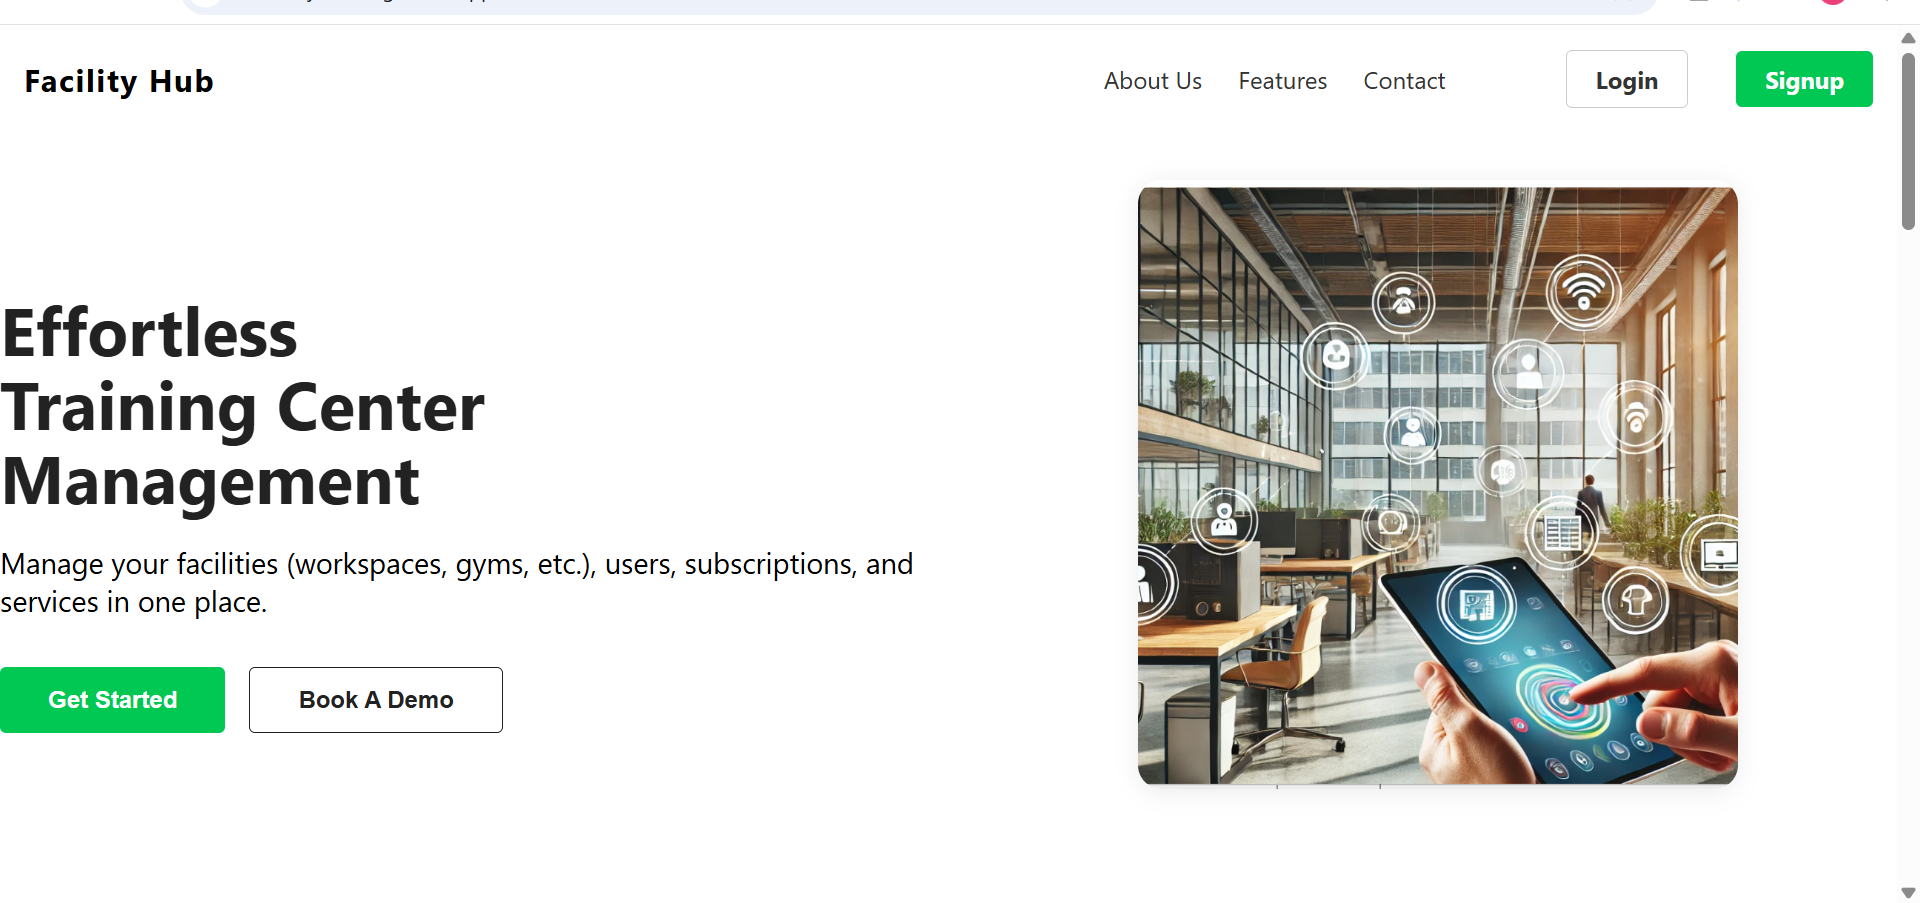 Facility Hub
About Us
Features
Contact
Login
Signup
Effortless
Training Center
Management
Manage your facilities (workspaces, gyms, etc.), users, subscriptions, and
services in one place.
Get Started
Book A Demo